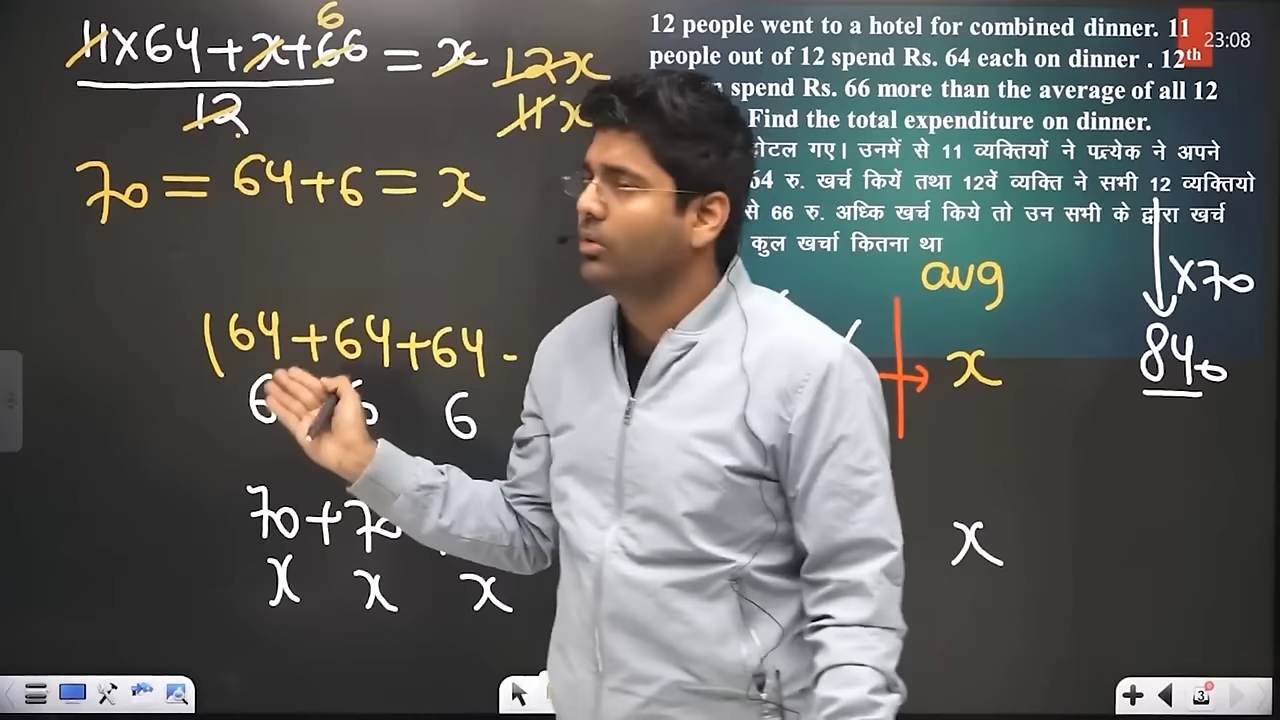 11x64+x+66 = x
12
6
12x
11x
70 = 64+6 = x
(64+64+64-
6 6 6
70+70
x x x
12 people went to a hotel for combined dinner. 11
people out of 12 spend Rs. 64 each on dinner . 12th
spend Rs. 66 more than the average of all 12
Find the total expenditure on dinner.
होटल गए। उनमें से 11 व्यक्तियों ने प्रत्येक ने अपने
64 रु. खर्च कियें तथा 12वें व्यक्ति ने सभी 12 व्यक्तियो
से 66 रु. अधिक खर्च किये तो उन सभी के द्वारा खर्च
कुल खर्चा कितना था
23:08
avg
x
x70
840
x
3